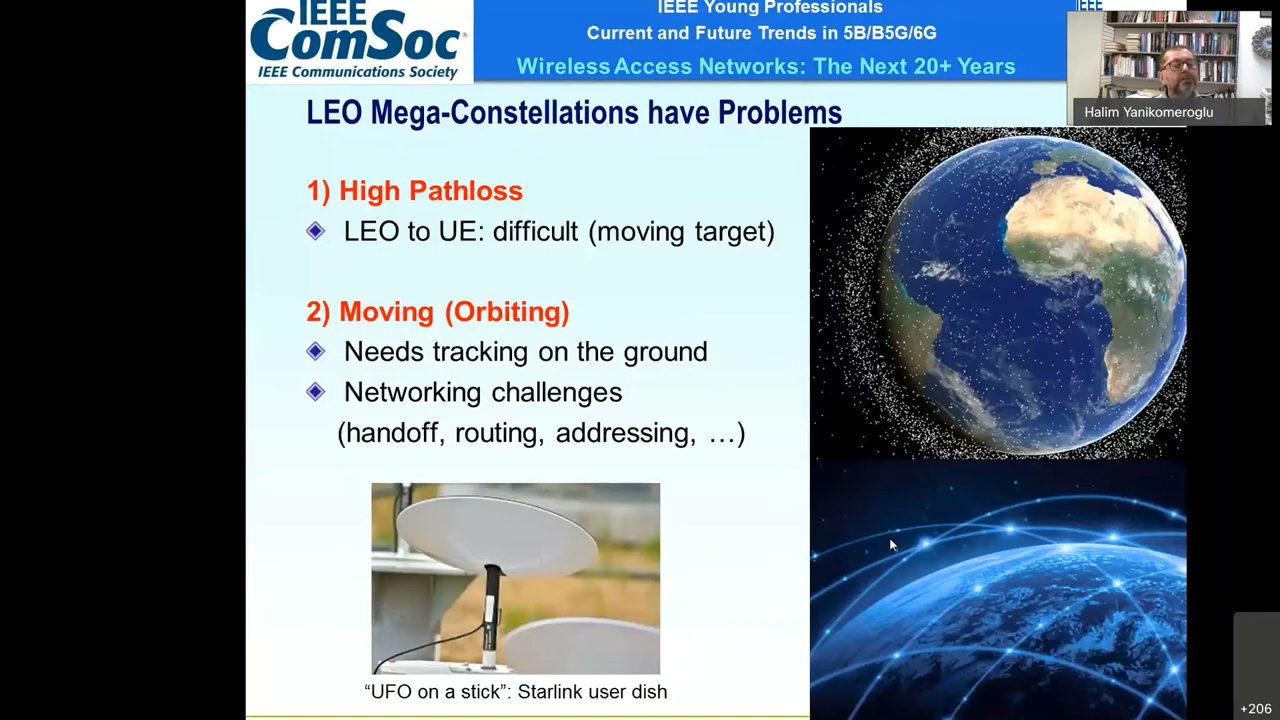 IEEE
ComSoc®
IEEE Communications Society
IEEE Young Professionals
Current and Future Trends in 5B/B5G/6G
Wireless Access Networks: The Next 20+ Years
IEEE
Halim Yanikomeroglu
LEO Mega-Constellations have Problems
1) High Pathloss
LEO to UE: difficult (moving target)
2) Moving (Orbiting)
Needs tracking on the ground
Networking challenges
(handoff, routing, addressing, …)
“UFO on a stick”: Starlink user dish
+206